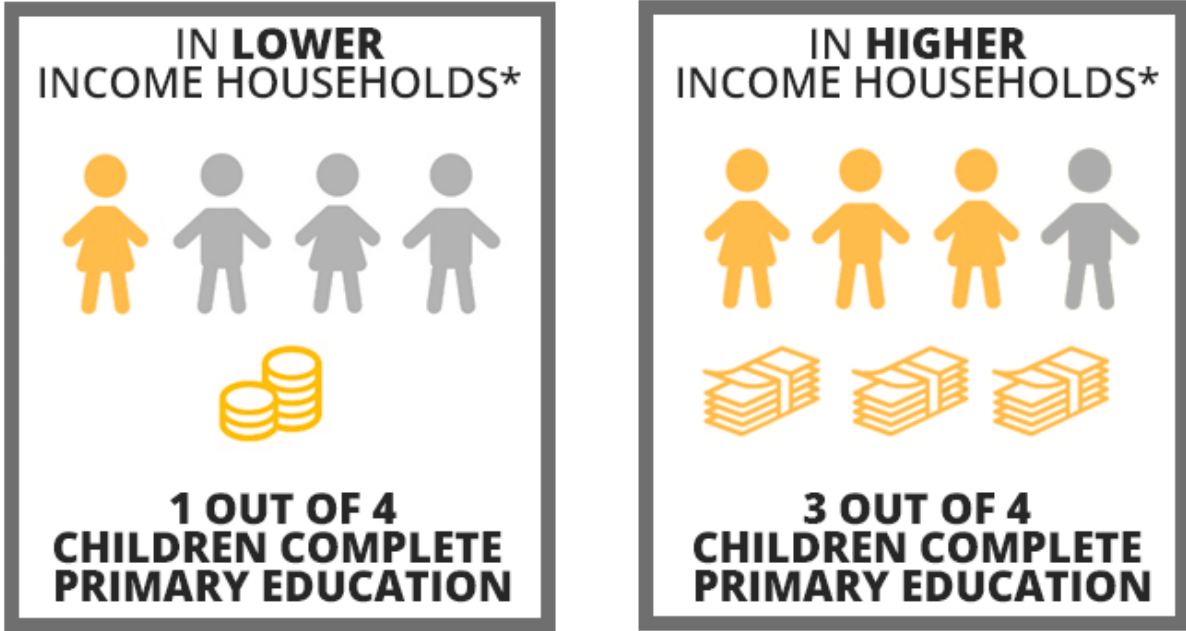 IN LOWER
INCOME HOUSEHOLDS*
1 OUT OF 4
CHILDREN COMPLETE
PRIMARY EDUCATION
IN HIGHER
INCOME HOUSEHOLDS*
3 OUT OF 4
CHILDREN COMPLETE
PRIMARY EDUCATION